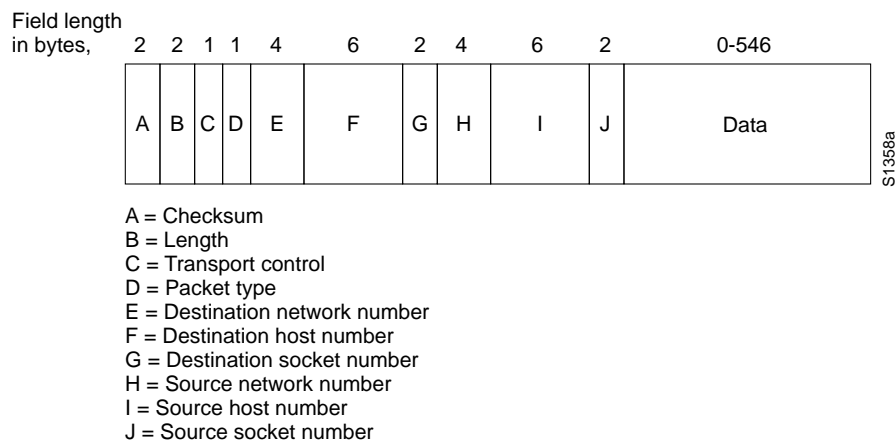 Field length
in bytes, 2 2 1 1 4 6 2 4 6 2 0-546
A B C D E F G H I J Data
S1358a
A = Checksum
B = Length
C = Transport control
D = Packet type
E = Destination network number
F = Destination host number
G = Destination socket number
H = Source network number
I = Source host number
J = Source socket number